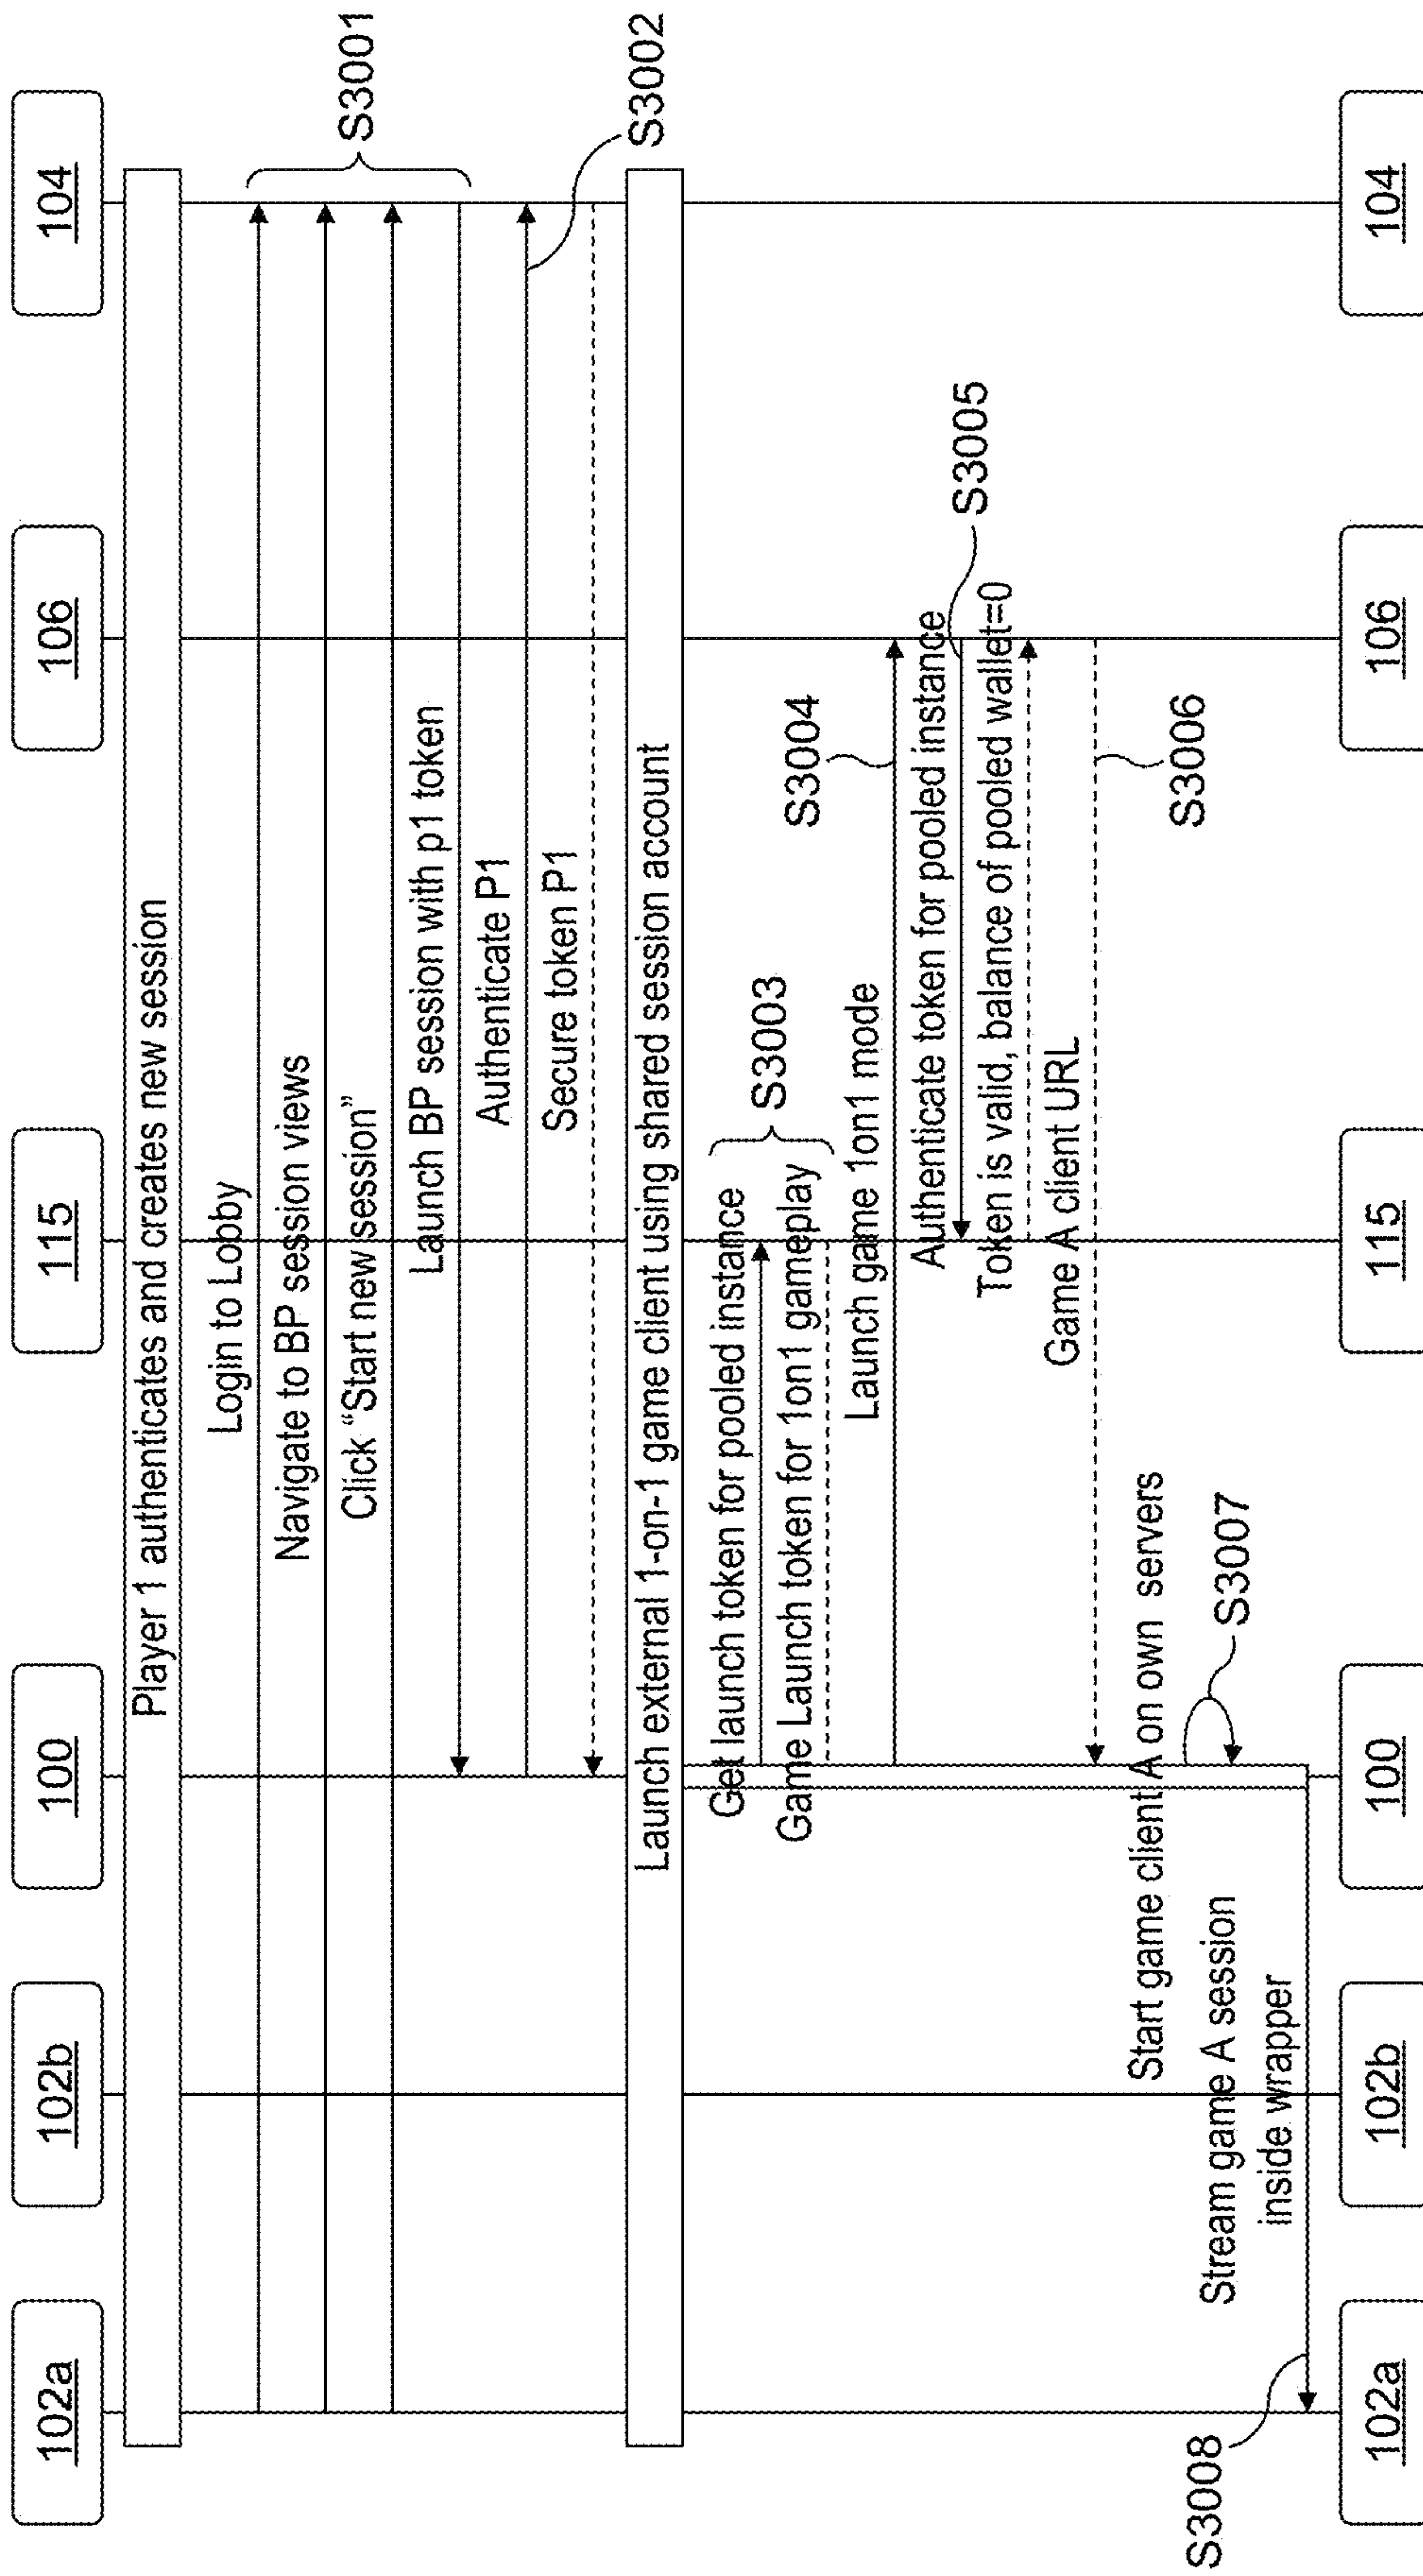 102a
102b
100
115
106
104
Player 1 authenticates and creates new session
Login to Lobby
Navigate to BP session views
Click “Start new session”
S3001
Launch BP session with p1 token
Authenticate P1
S3002
Secure token P1
Launch external 1-on-1 game client using shared session account
Get launch token for pooled instance
S3003
Game Launch token for 1on1 gameplay
Launch game 1on1 mode
S3004
Authenticate token for pooled instance
S3005
Token is valid, balance of pooled wallet=0
Game A client URL
S3006
Start game client A on own servers
S3007
Stream game A session
inside wrapper
S3008
102a
102b
100
115
106
104